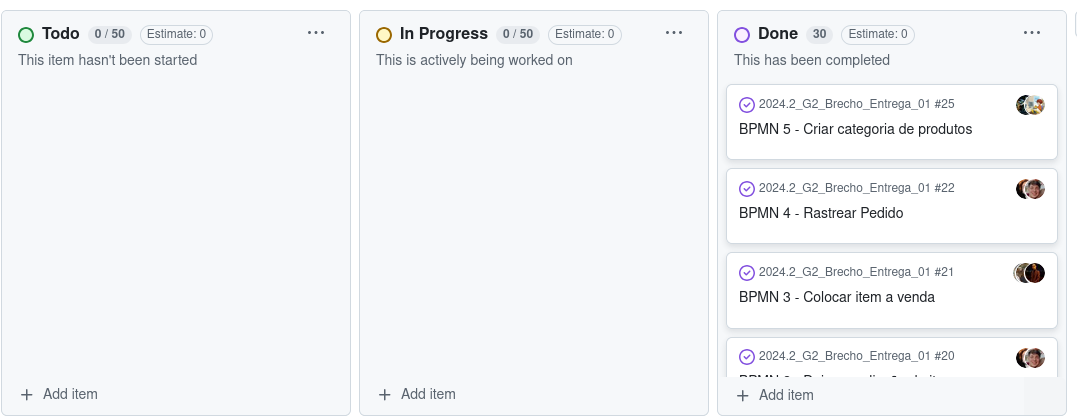 Todo 0 / 50 Estimate: 0
This item hasn't been started
Add item
In Progress 0 / 50 Estimate: 0
This is actively being worked on
Add item
Done 30 Estimate: 0
This has been completed
2024.2_G2_Brecho_Entrega_01 #25
BPMN 5 - Criar categoria de produtos
2024.2_G2_Brecho_Entrega_01 #22
BPMN 4 - Rastrear Pedido
2024.2_G2_Brecho_Entrega_01 #21
BPMN 3 - Colocar item a venda
2024.2_G2_Brecho_Entrega_01 #20
Add item